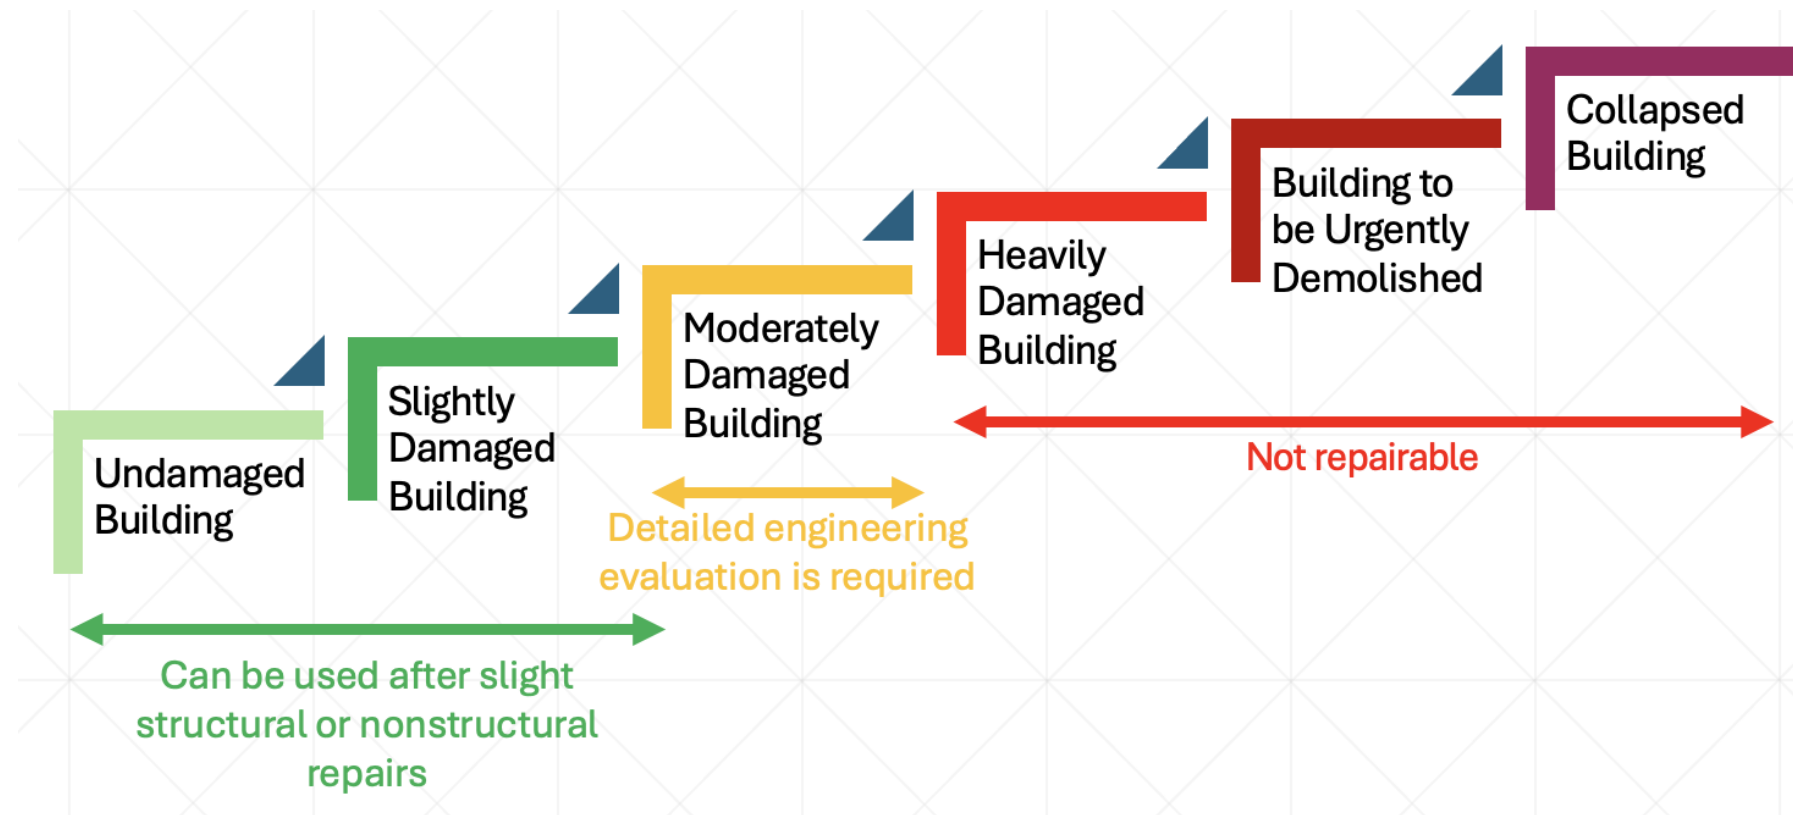 Undamaged
Building
Slightly
Damaged
Building
Moderately
Damaged
Building
Heavily
Damaged
Building
Building to
be Urgently
Demolished
Collapsed
Building
Can be used after slight
structural or nonstructural
repairs
Detailed engineering
evaluation is required
Not repairable